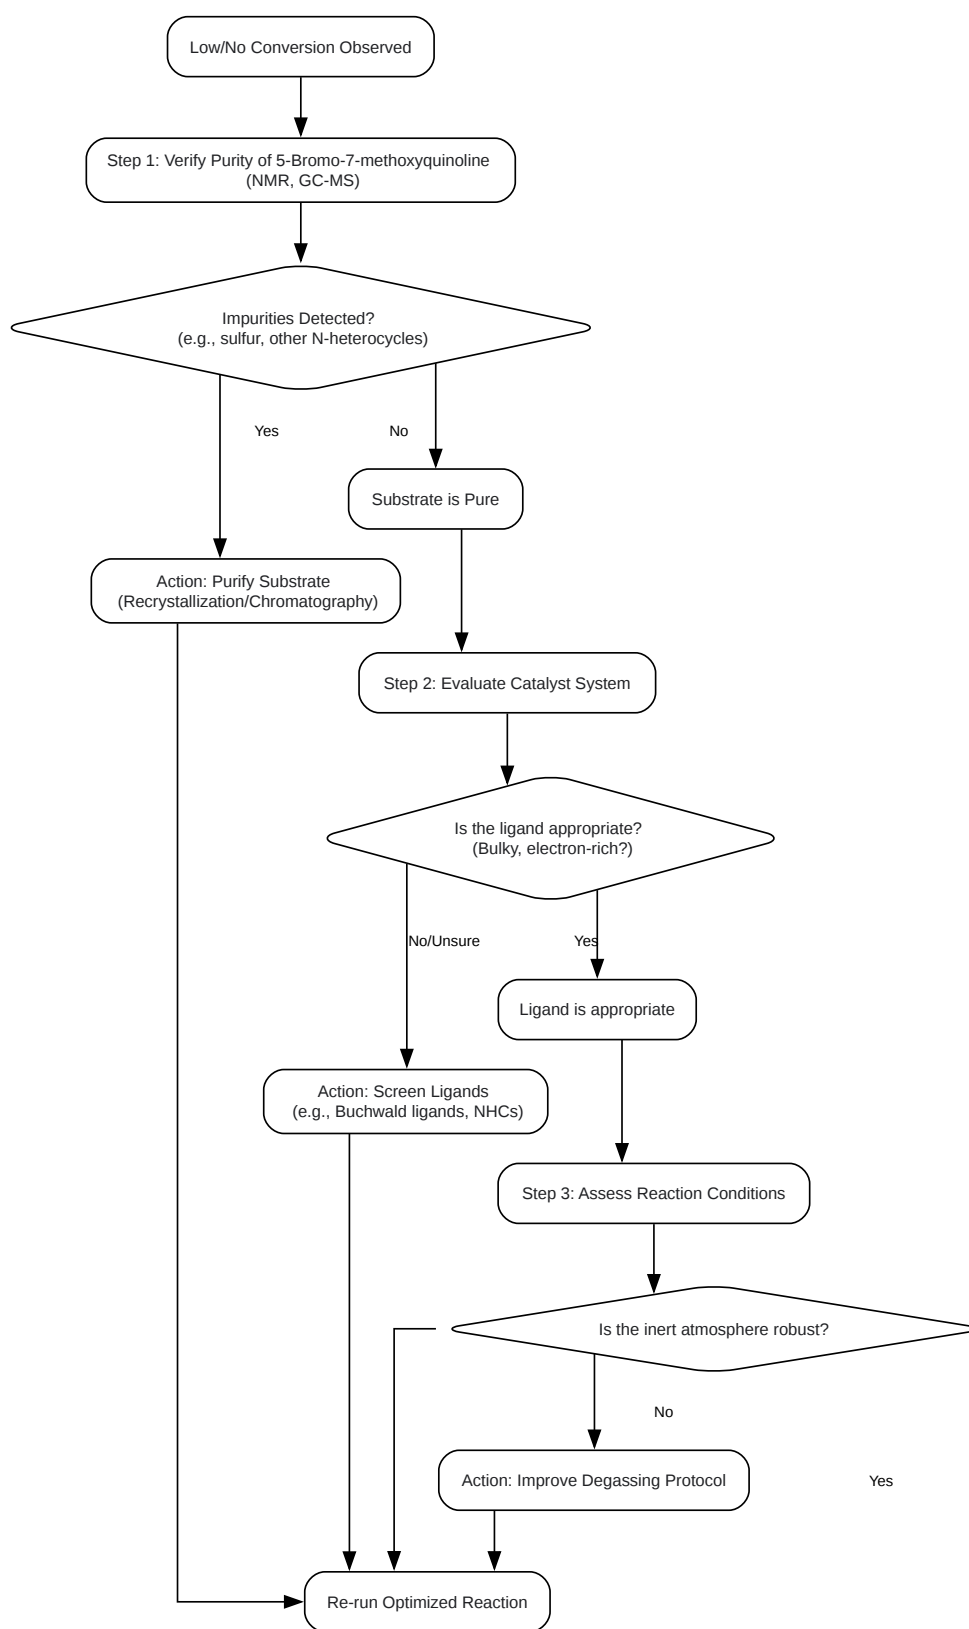 Low/No Conversion Observed
Step 1: Verify Purity of 5-Bromo-7-methoxyquinoline
(NMR, GC-MS)
Impurities Detected?
(e.g., sulfur, other N-heterocycles)
Yes
No
Substrate is Pure
Action: Purify Substrate
(Recrystallization/Chromatography)
Step 2: Evaluate Catalyst System
Is the ligand appropriate?
(Bulky, electron-rich?)
No/Unsure
Yes
Ligand is appropriate
Action: Screen Ligands
(e.g., Buchwald ligands, NHCs)
Step 3: Assess Reaction Conditions
Is the inert atmosphere robust?
No
Action: Improve Degassing Protocol
Yes
Re-run Optimized Reaction